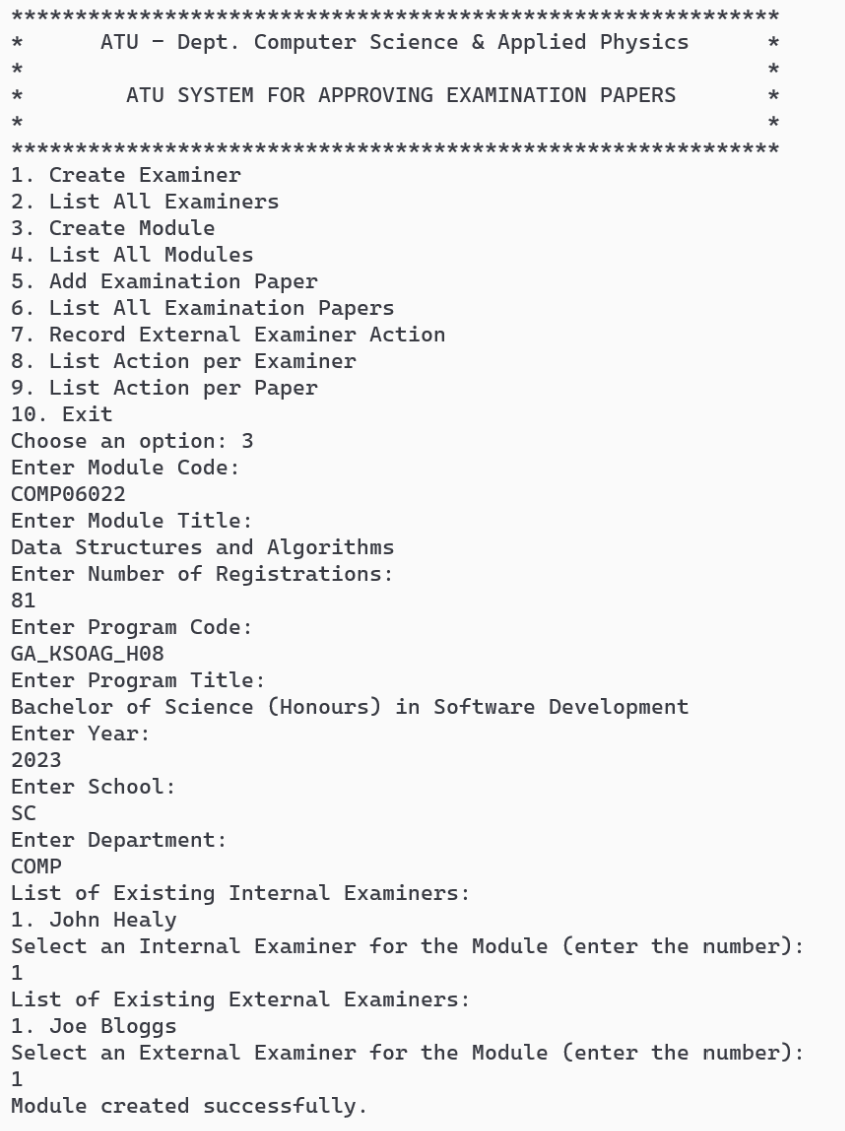 ************************************************************
*      ATU – Dept. Computer Science & Applied Physics      *
*                                                          *
*        ATU SYSTEM FOR APPROVING EXAMINATION PAPERS       *
*                                                          *
************************************************************
1. Create Examiner
2. List All Examiners
3. Create Module
4. List All Modules
5. Add Examination Paper
6. List All Examination Papers
7. Record External Examiner Action
8. List Action per Examiner
9. List Action per Paper
10. Exit
Choose an option: 3
Enter Module Code:
COMP06022
Enter Module Title:
Data Structures and Algorithms
Enter Number of Registrations:
81
Enter Program Code:
GA_KSOAG_H08
Enter Program Title:
Bachelor of Science (Honours) in Software Development
Enter Year:
2023
Enter School:
SC
Enter Department:
COMP
List of Existing Internal Examiners:
1. John Healy
Select an Internal Examiner for the Module (enter the number):
1
List of Existing External Examiners:
1. Joe Bloggs
Select an External Examiner for the Module (enter the number):
1
Module created successfully.